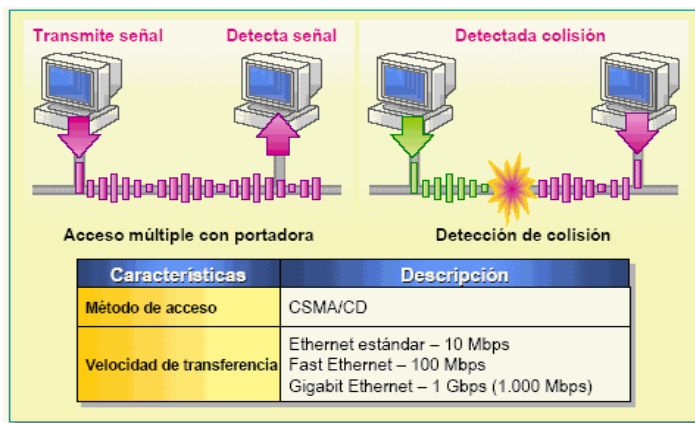 Transmite señal
Detecta señal
Detectada colisión
Acceso múltiple con portadora
Detección de colisión
Características
Descripción
Método de acceso
CSMA/CD
Velocidad de transferencia
Ethernet estándar – 10 Mbps
Fast Ethernet – 100 Mbps
Gigabit Ethernet – 1 Gbps (1.000 Mbps)